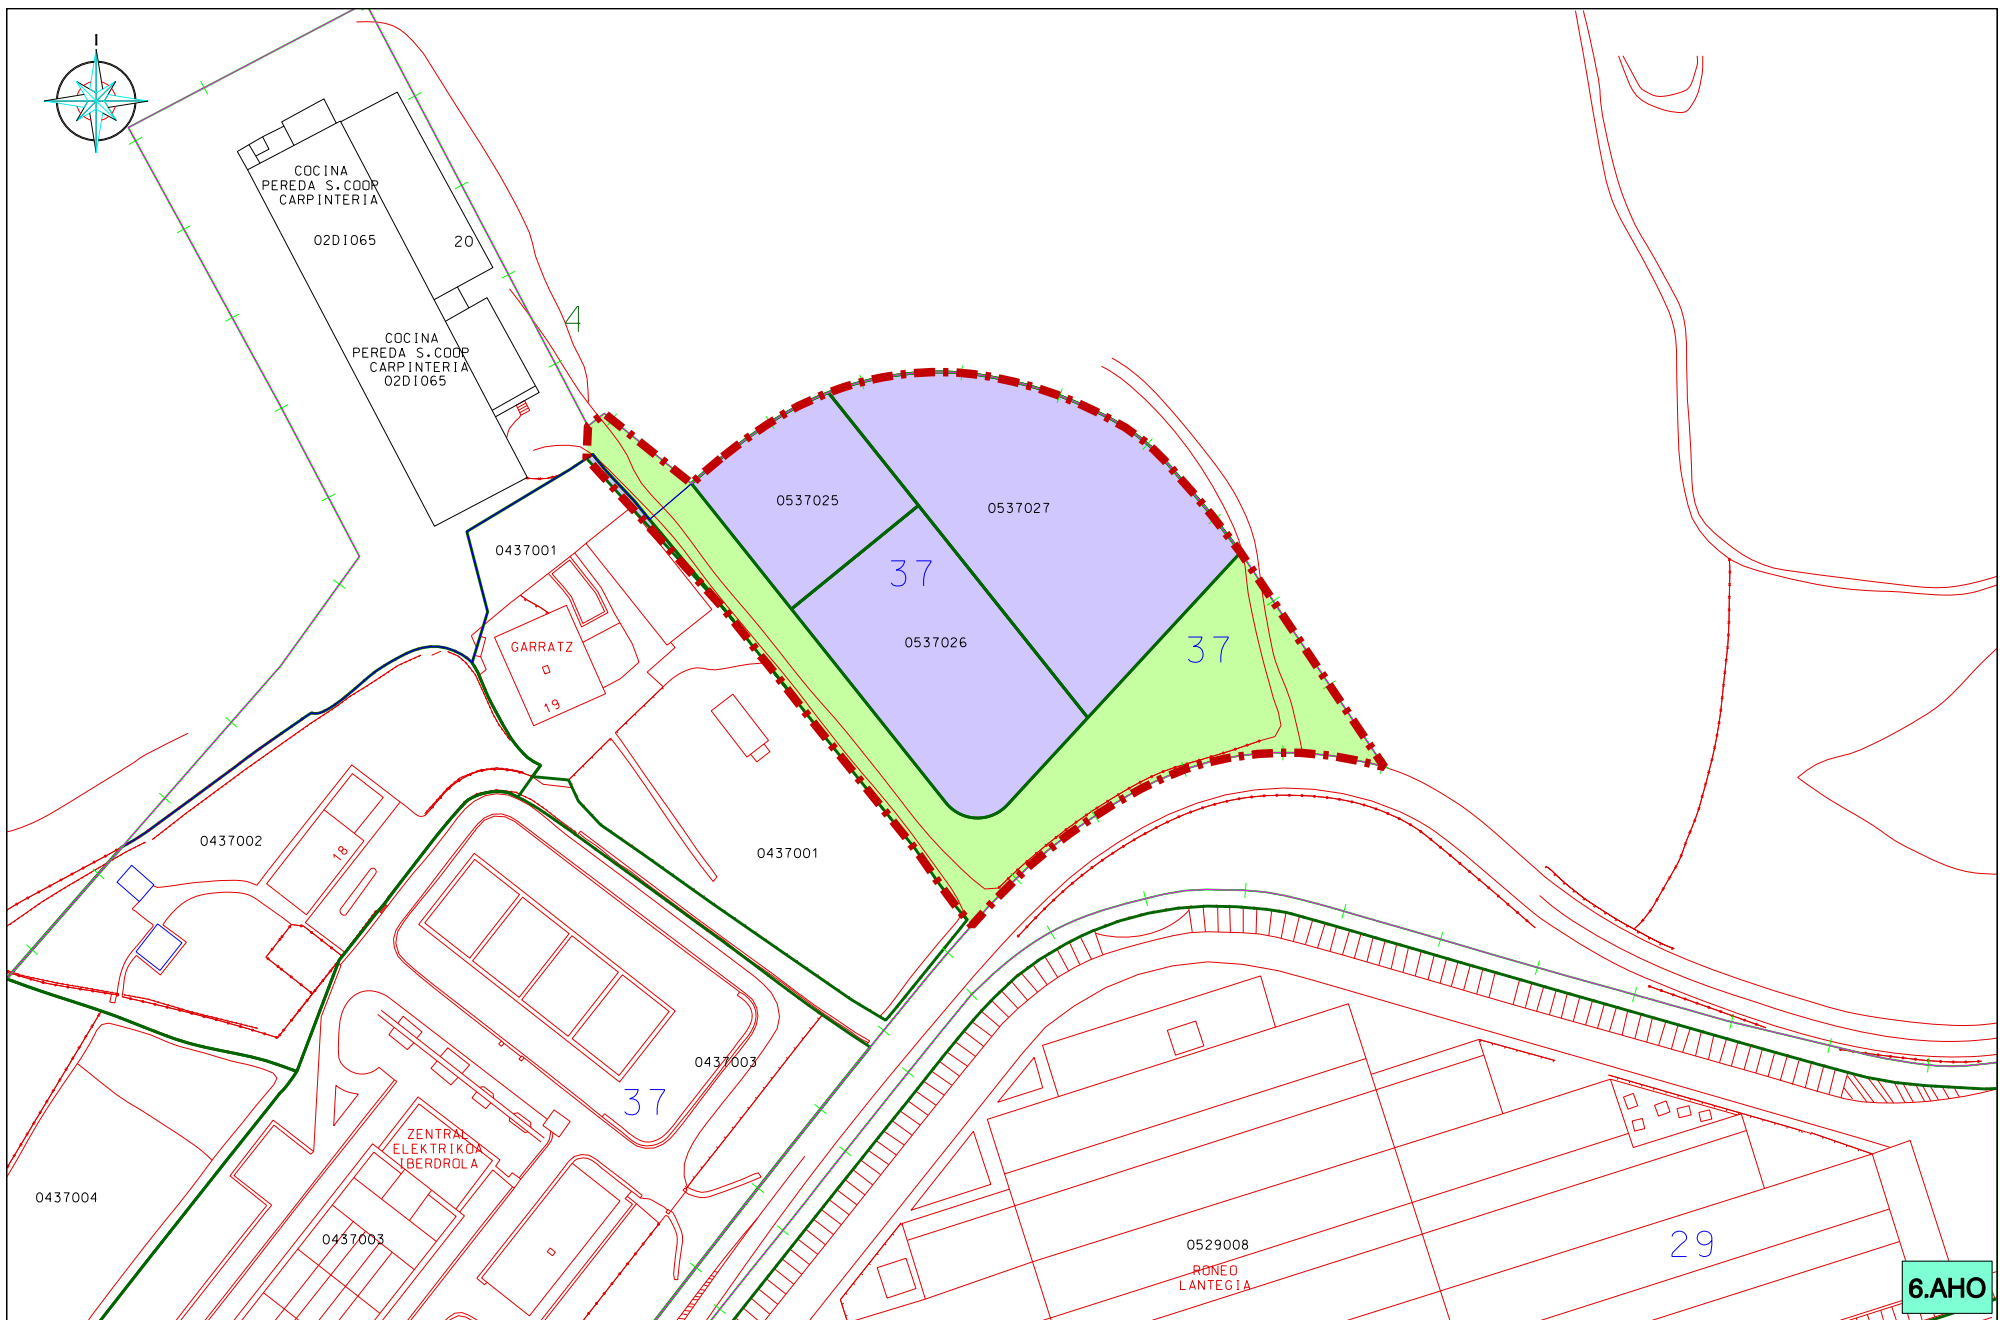 COCINA
PEREDA S.COOP
CARPINTERIA
02DI065
20
4
COCINA
PEREDA S.COOP
CARPINTERIA
02DI065
0537025
0537027
0437001
37
0537026
37
GARRATZ
19
0437002
18
0437001
0437003
37
ZENTRAL
ELEKTRIKOA
IBERDROLA
0437004
0437003
0529008
29
RONEO
LANTEGIA
6.AHO